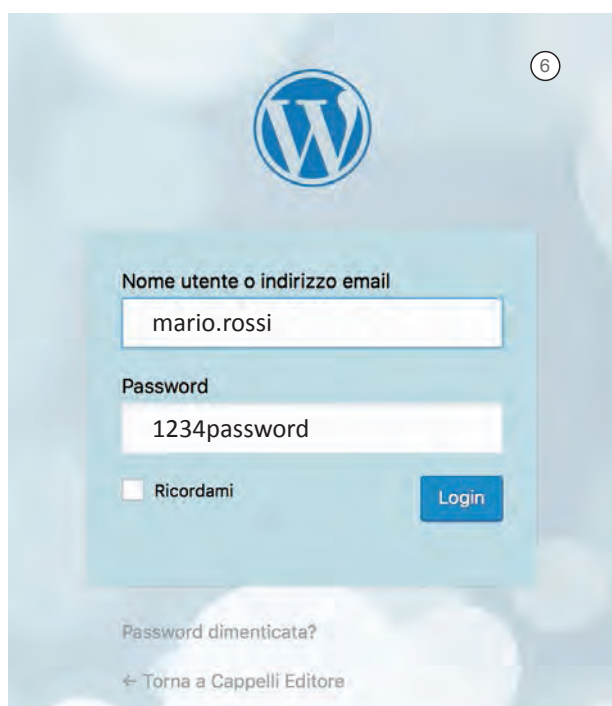 6
Nome utente o indirizzo email
mario.rossi
Password
1234password
Ricordami
Login
Password dimenticata?
← Torna a Cappelli Editore